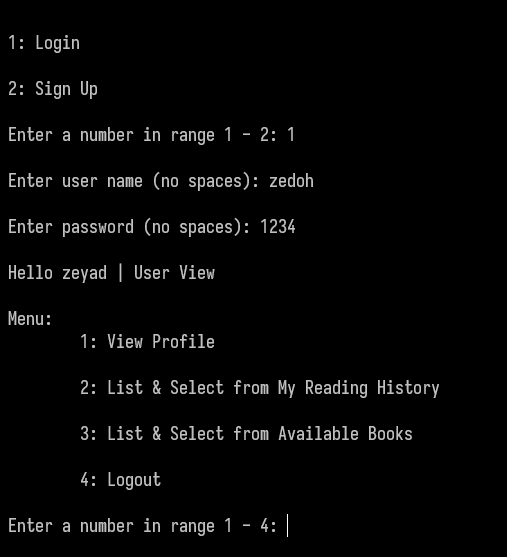 1: Login
2: Sign Up
Enter a number in range 1 - 2: 1
Enter user name (no spaces): zedoh
Enter password (no spaces): 1234
Hello zeyad | User View
Menu:
1: View Profile
2: List & Select from My Reading History
3: List & Select from Available Books
4: Logout
Enter a number in range 1 - 4: